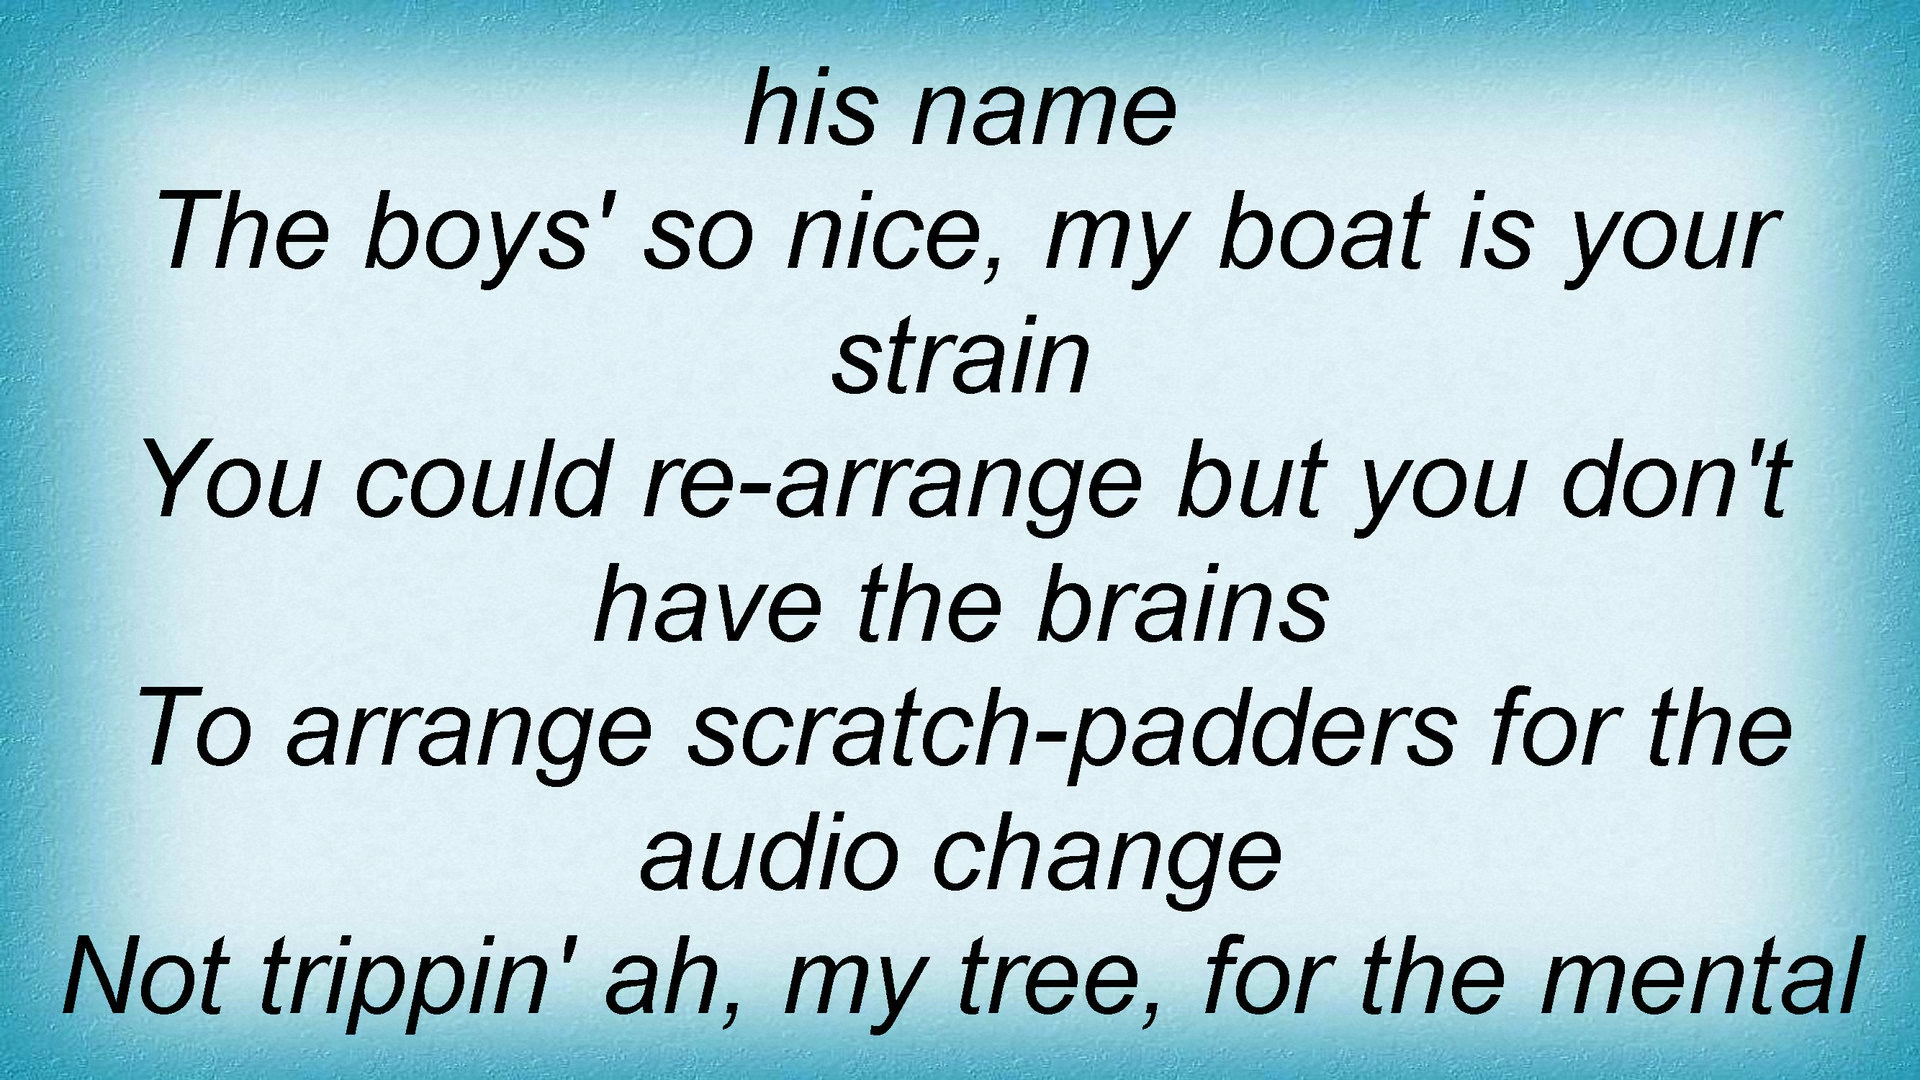 his name
The boys' so nice, my boat is your
strain
You could re-arrange but you don't
have the brains
To arrange scratch-padders for the
audio change
Not trippin' ah, my tree, for the mental